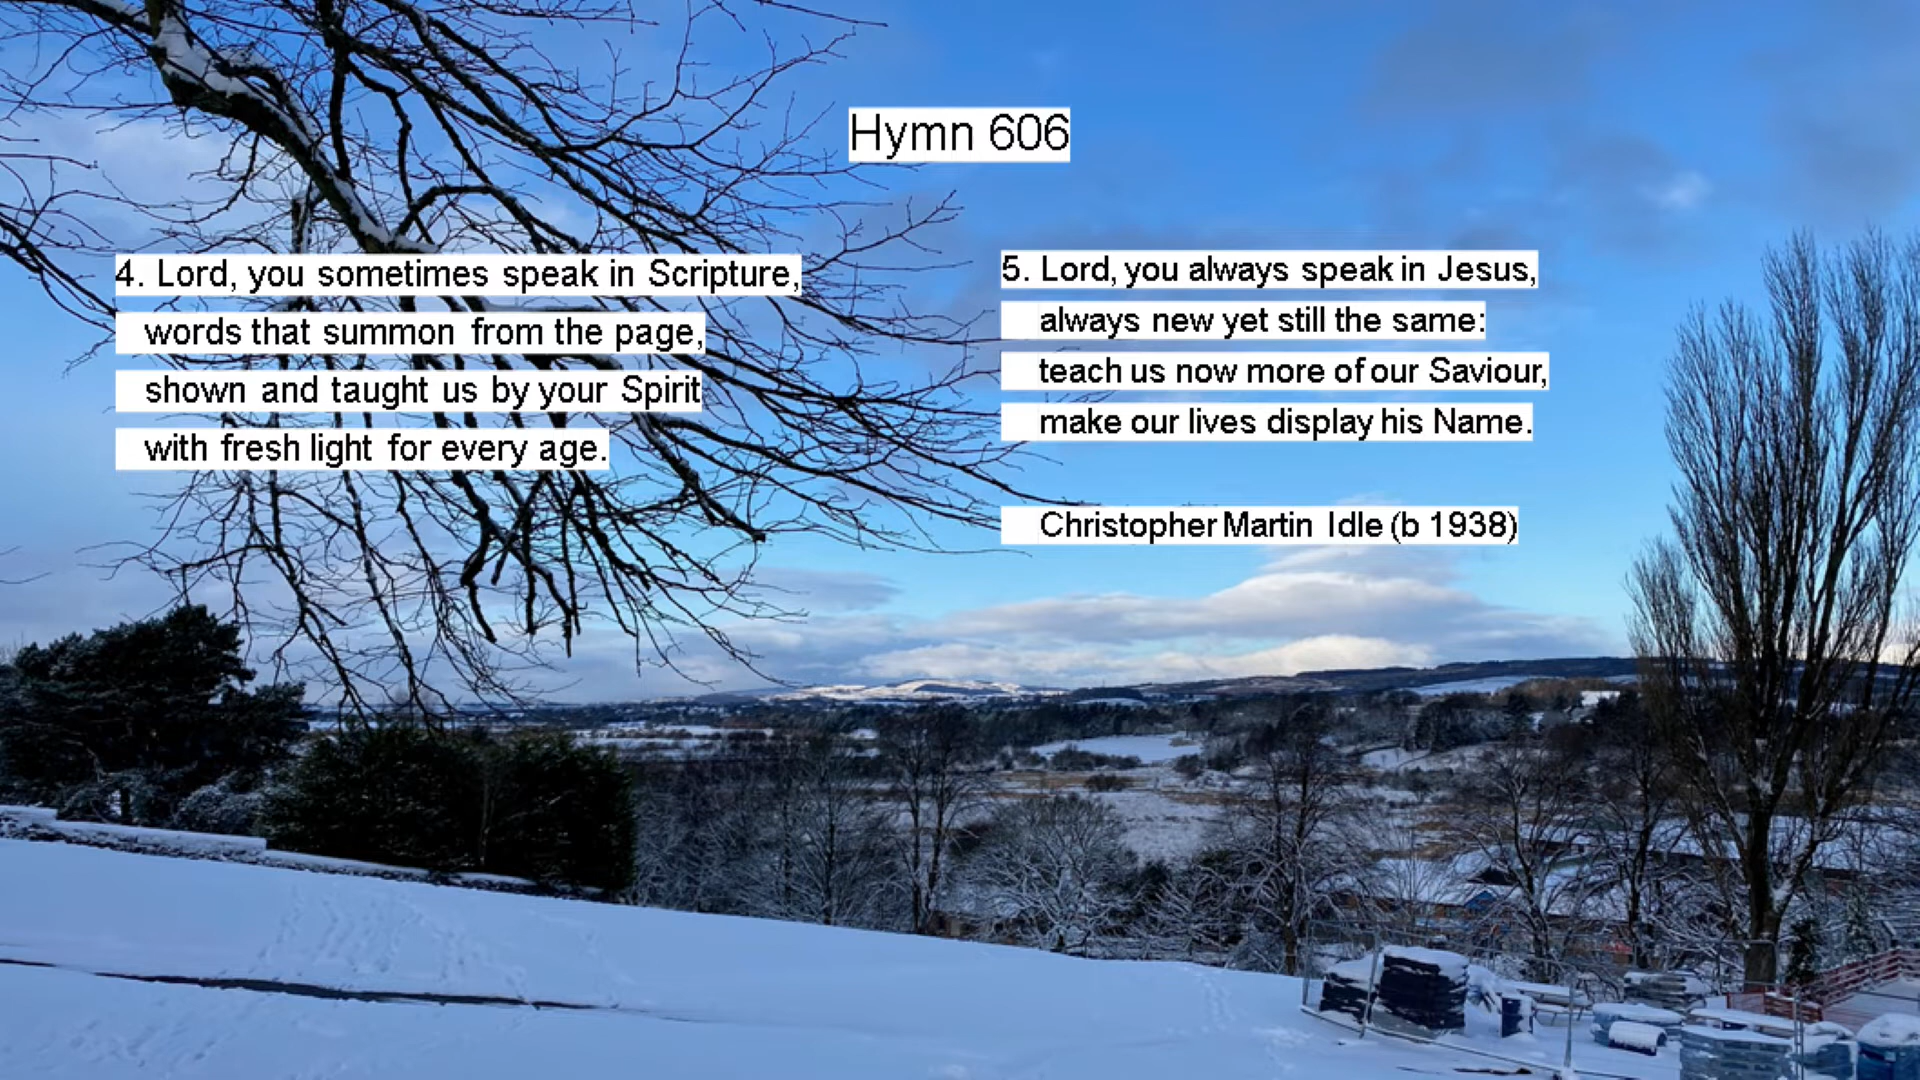 Hymn 606
4. Lord, you sometimes speak in Scripture,
words that summon from the page,
shown and taught us by your Spirit
with fresh light for every age.
5. Lord, you always speak in Jesus,
always new yet still the same:
teach us now more of our Saviour,
make our lives display his Name.
Christopher Martin Idle (b 1938)